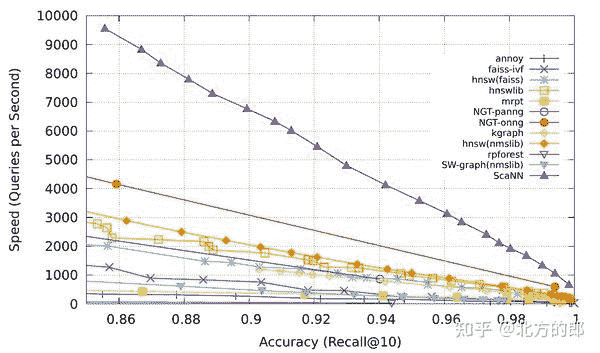 10000
9000
8000
7000
6000
5000
4000
3000
2000
1000
0
Speed (Queries per Second)
annoy
faiss-ivf
hnsw(faiss)
hnswlib
mrpt
NGT-panng
NGT-onng
kgraph
hnsw(nmslib)
rpforest
SW-graph(nmslib)
ScaNN
0.86 0.88 0.9 0.92 0.94 0.96 0.98 1
Accuracy (Recall@10)
知乎 @北方的郎